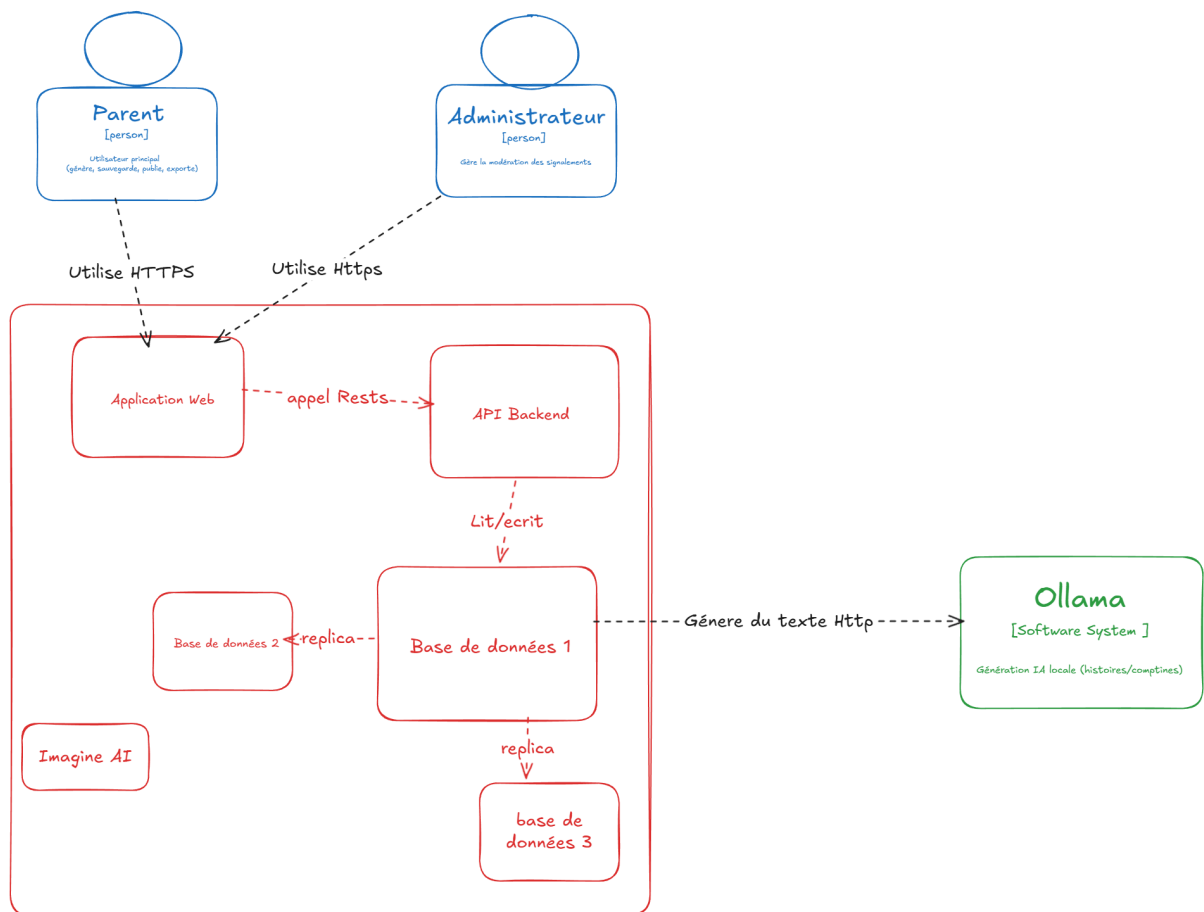 Parent
[person]
Utilisateur principal
(génère, sauvegarde, publie, exporte)
Administrateur
[person]
Gère la modération des signalements
Utilise HTTPS
Utilise Https
Application Web
appel Rests
API Backend
Lit/ecrit
Base de données 2
replica
Base de données 1
Génere du texte Http
Ollama
[Software System ]
Génération IA locale (histoires/comptines)
Imagine AI
replica
base de
données 3